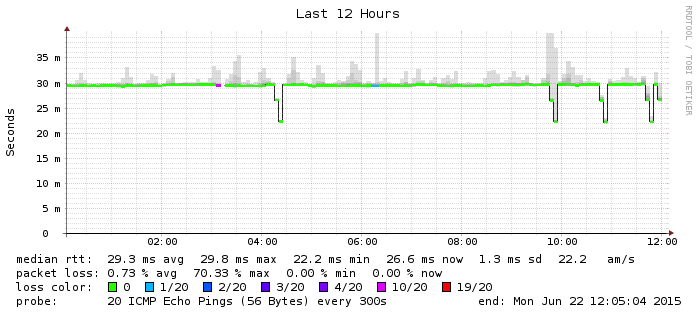 Last 12 Hours
RRDTOOL / TOBI OETIKER
Seconds
35 m
30 m
25 m
20 m
15 m
10 m
5 m
0
02:00 04:00 06:00 08:00 10:00 12:00
median rtt: 29.3 ms avg 29.8 ms max 22.2 ms min 26.6 ms now 1.3 ms sd 22.2 am/s
packet loss: 0.73 % avg 70.33 % max 0.00 % min 0.00 % now
loss color: 0 1/20 2/20 3/20 4/20 10/20 19/20
probe: 20 ICMP Echo Pings (56 Bytes) every 300s end: Mon Jun 22 12:05:04 2015